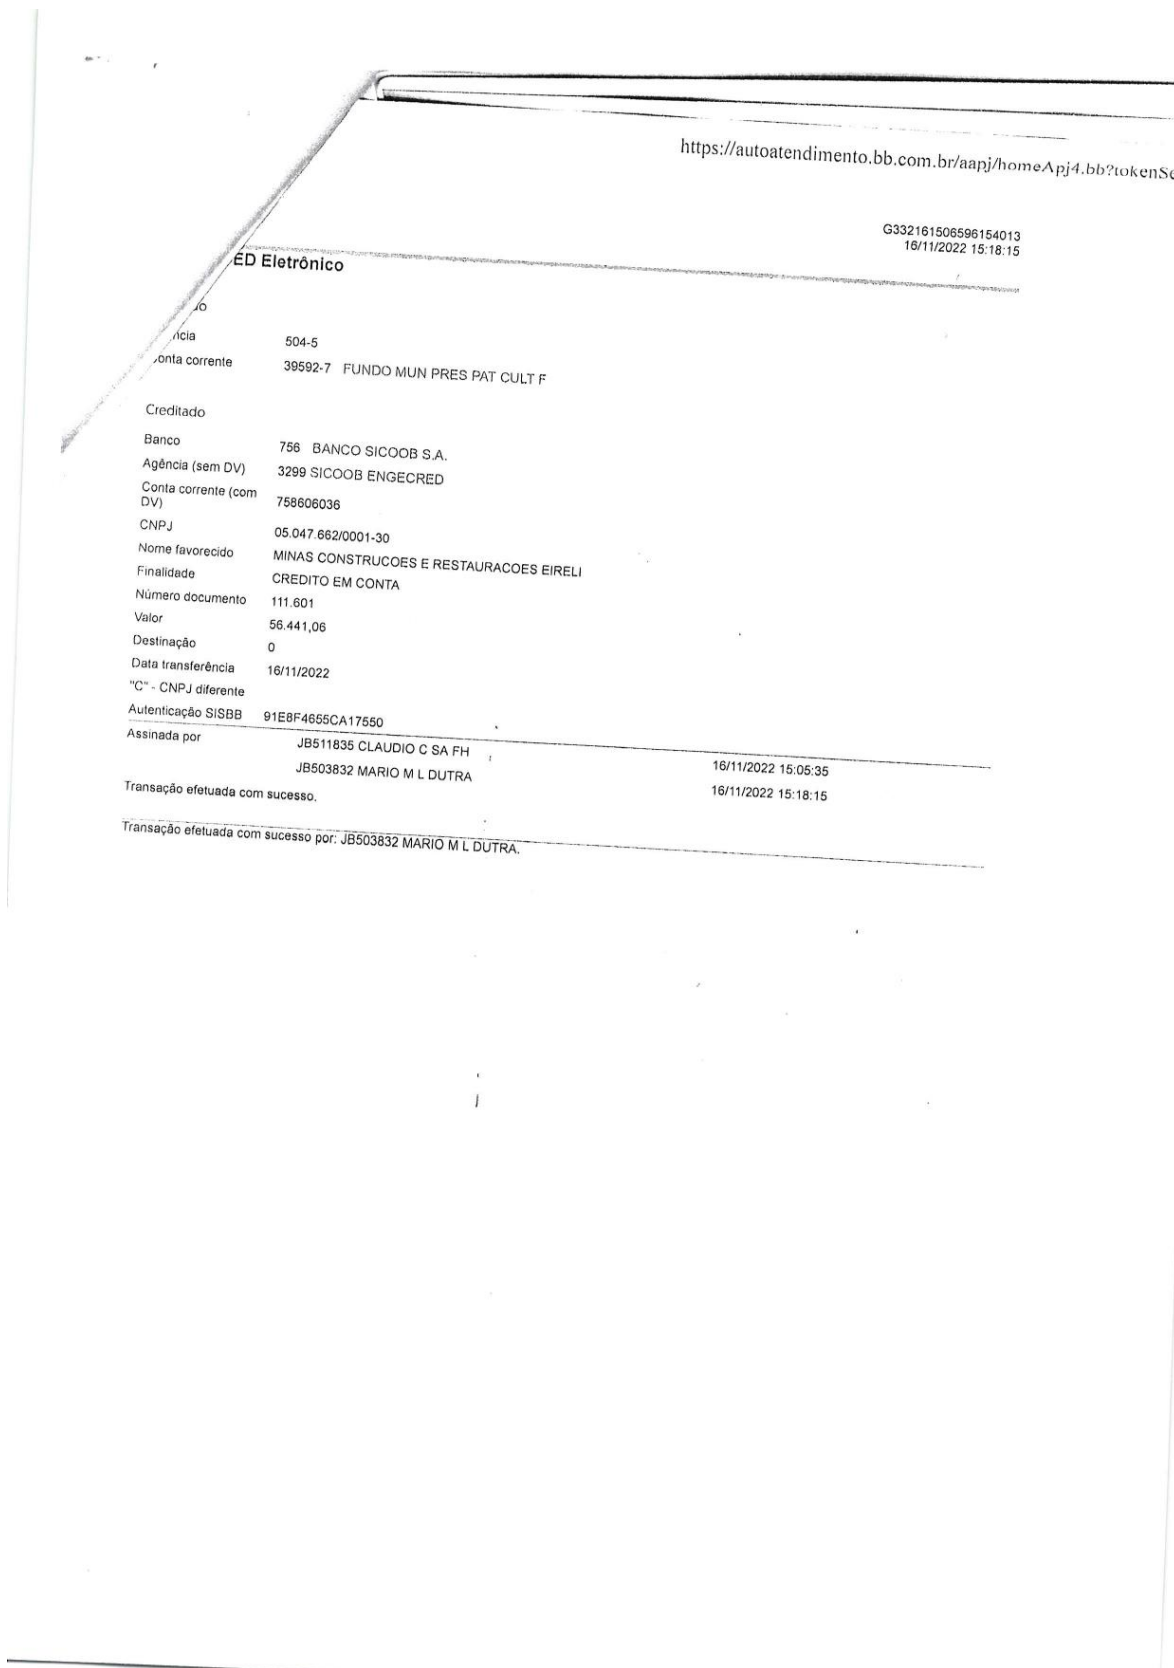 https://autoatendimento.bb.com.br/aapj/homeApj4.bb?tokenSe
G332161506596154013
16/11/2022 15:18:15
ED Eletrônico
do
ncia 504-5
onta corrente 39592-7 FUNDO MUN PRES PAT CULT F
Creditado
Banco 756 BANCO SICOOB S.A.
Agência (sem DV) 3299 SICOOB ENGECRED
Conta corrente (com
DV) 758606036
CNPJ 05.047.662/0001-30
Nome favorecido MINAS CONSTRUCOES E RESTAURACOES EIRELI
Finalidade CREDITO EM CONTA
Número documento 111.601
Valor 56.441,06
Destinação 0
Data transferência 16/11/2022
"C" - CNPJ diferente
Autenticação SISBB 91E8F4655CA17550
Assinada por JB511835 CLAUDIO C SA FH 16/11/2022 15:05:35
JB503832 MARIO M L DUTRA 16/11/2022 15:18:15
Transação efetuada com sucesso.
Transação efetuada com sucesso por: JB503832 MARIO M L DUTRA.